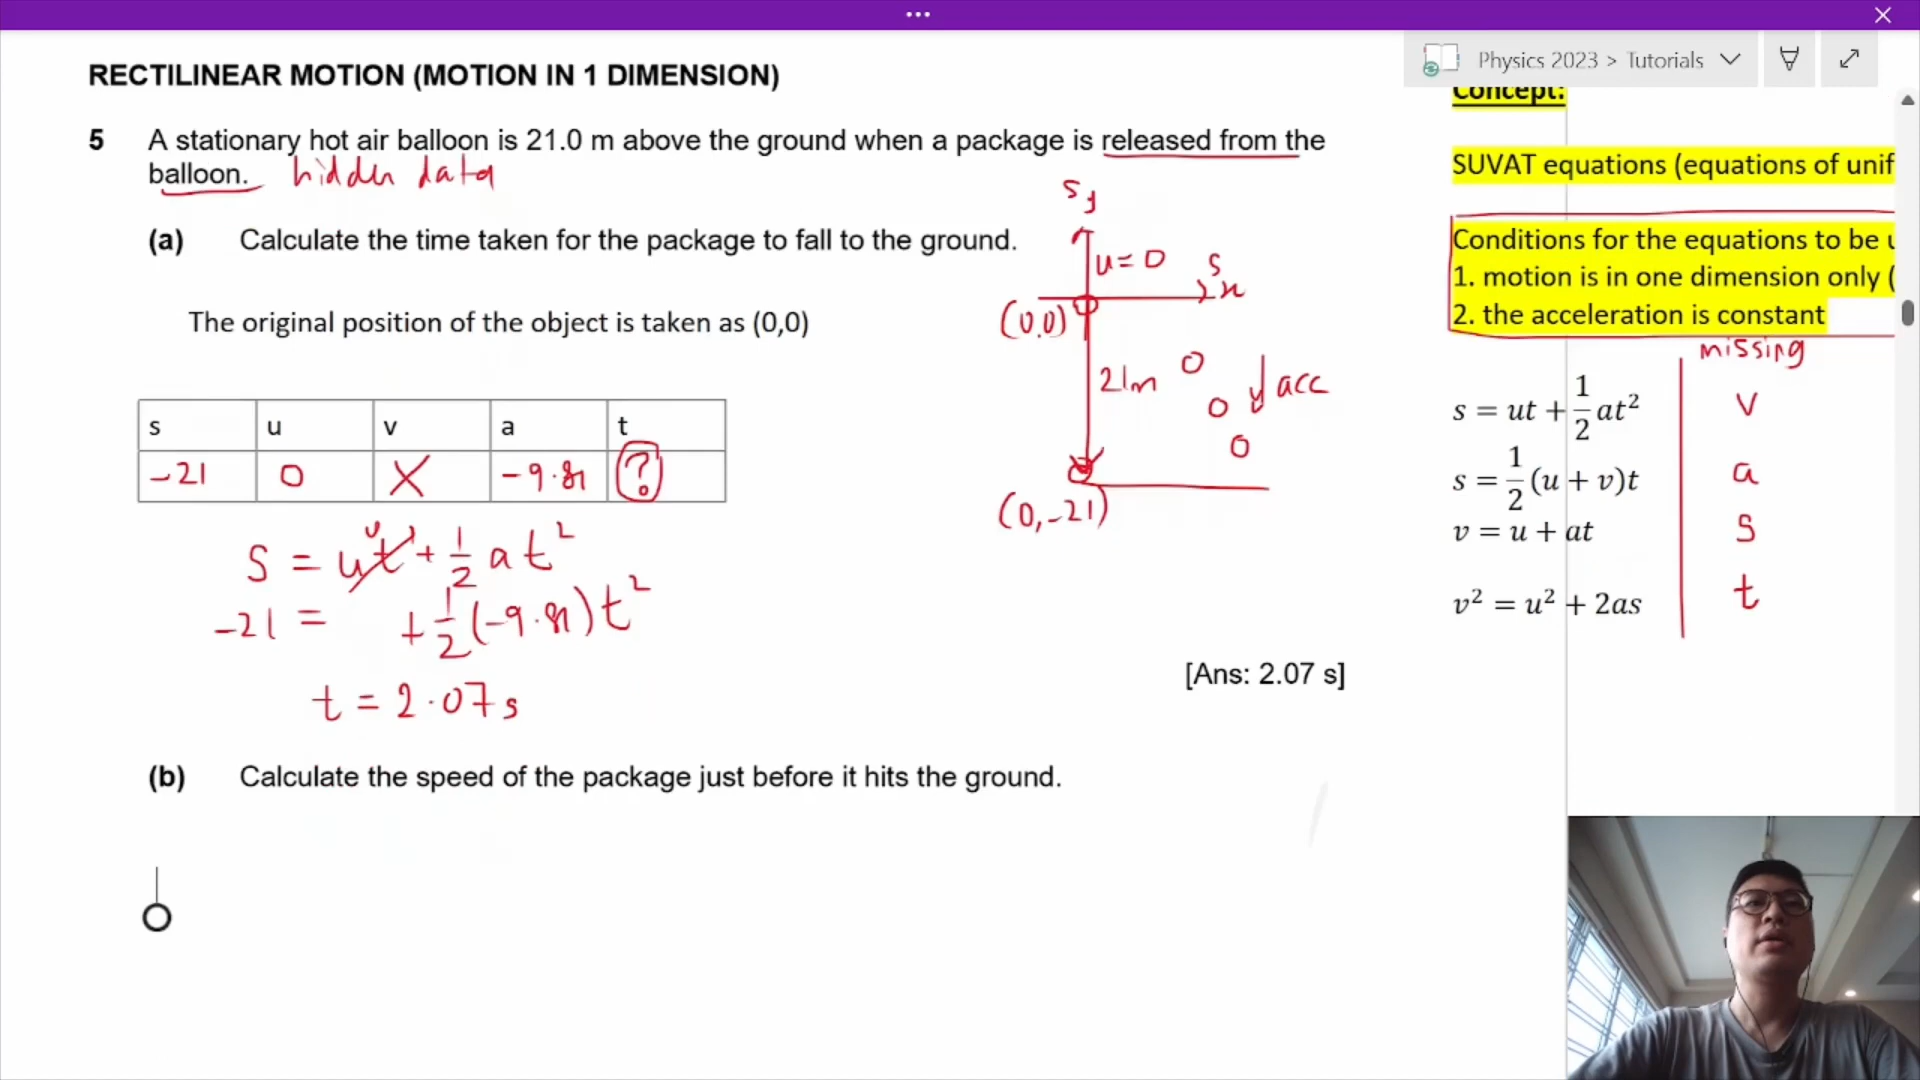 Physics 2023 > Tutorials
RECTILINEAR MOTION (MOTION IN 1 DIMENSION)
5 A stationary hot air balloon is 21.0 m above the ground when a package is released from the
balloon. hidden data
(a) Calculate the time taken for the package to fall to the ground.
The original position of the object is taken as (0,0)
s u v a t
-21 0 X -9.81 ?
s = ut + 1/2 at²
-21 = + 1/2 (-9.81) t²
t = 2.07s
sy
u = 0
sx
(0,0)
21m
acc
(0,-21)
[Ans: 2.07 s]
(b) Calculate the speed of the package just before it hits the ground.
Concept:
SUVAT equations (equations of unif
Conditions for the equations to be u
1. motion is in one dimension only (
2. the acceleration is constant
missing
s = ut + 1/2 at² v
s = 1/2 (u + v)t a
v = u + at s
v² = u² + 2as t